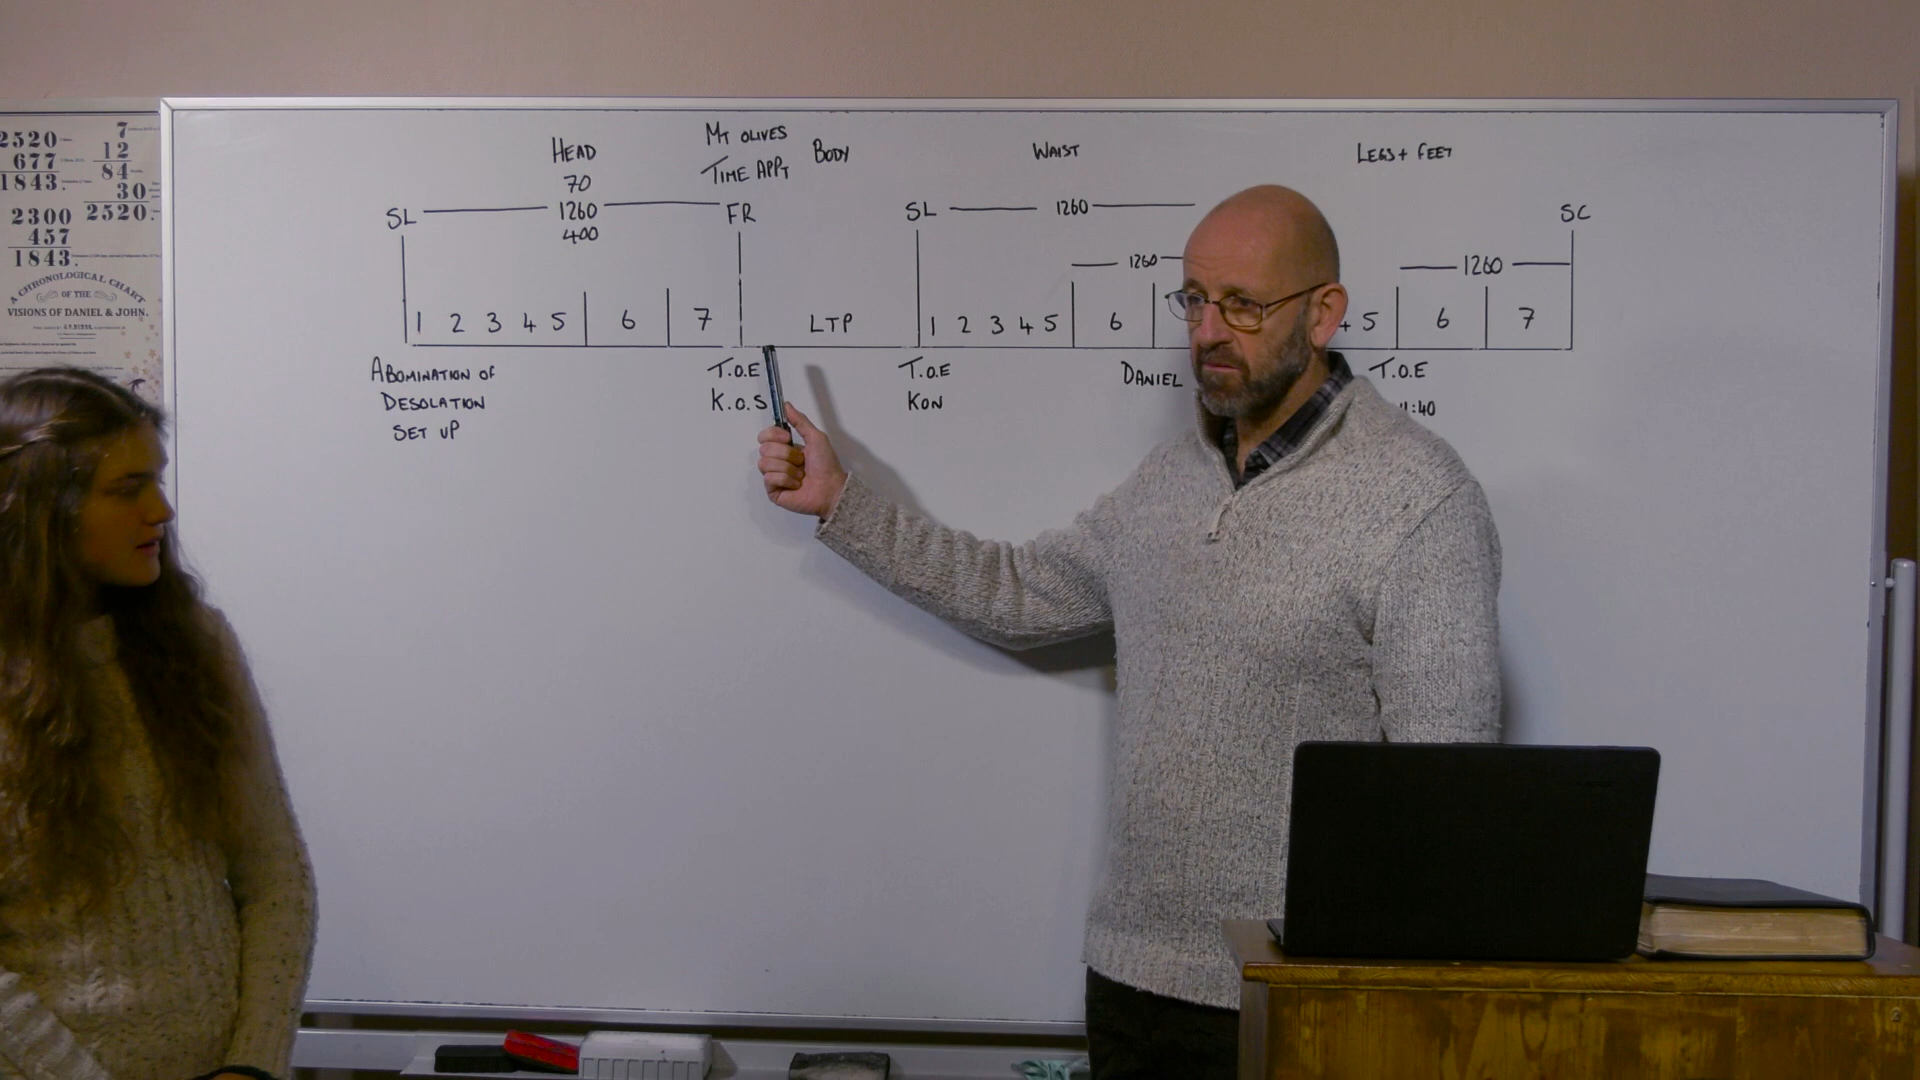 2520
677
1843.
2300
457
1843.
7
12
84
30
2520.
A CHRONOLOGICAL CHART
OF THE
VISIONS OF DANIEL & JOHN.
HEAD
70
SL 1260 FR
400
MT OLIVES
TIME APPT
BODY
WAIST
SL 1260
1260
LEGS + FEET
SC
1260
1 2 3 4 5 6 7 LTP 1 2 3 4 5 6 5 6 7
ABOMINATION OF
DESOLATION
SET UP
T.O.E
K.O.S
T.O.E
KON
DANIEL
T.O.E
:40